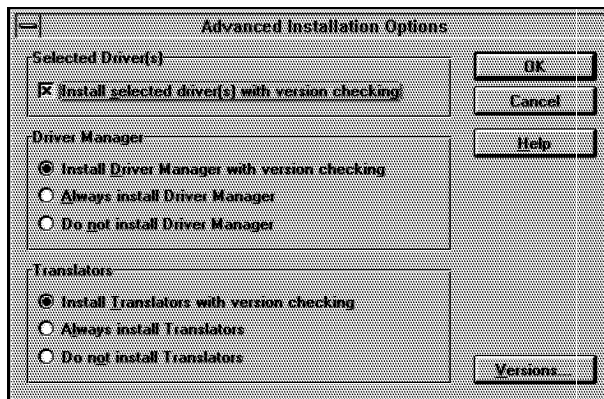 Advanced Installation Options
Selected Driver(s)
Install selected driver(s) with version checking
OK
Cancel
Help
Driver Manager
Install Driver Manager with version checking
Always install Driver Manager
Do not install Driver Manager
Translators
Install Translators with version checking
Always install Translators
Do not install Translators
Versions...